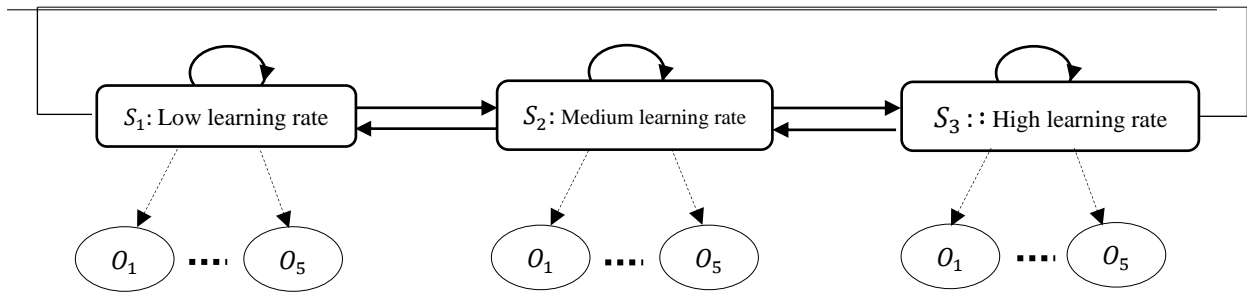 S₁: Low learning rate
S₂: Medium learning rate
S₃ : : High learning rate
O₁ ..... O₅
O₁ ..... O₅
O₁ ..... O₅